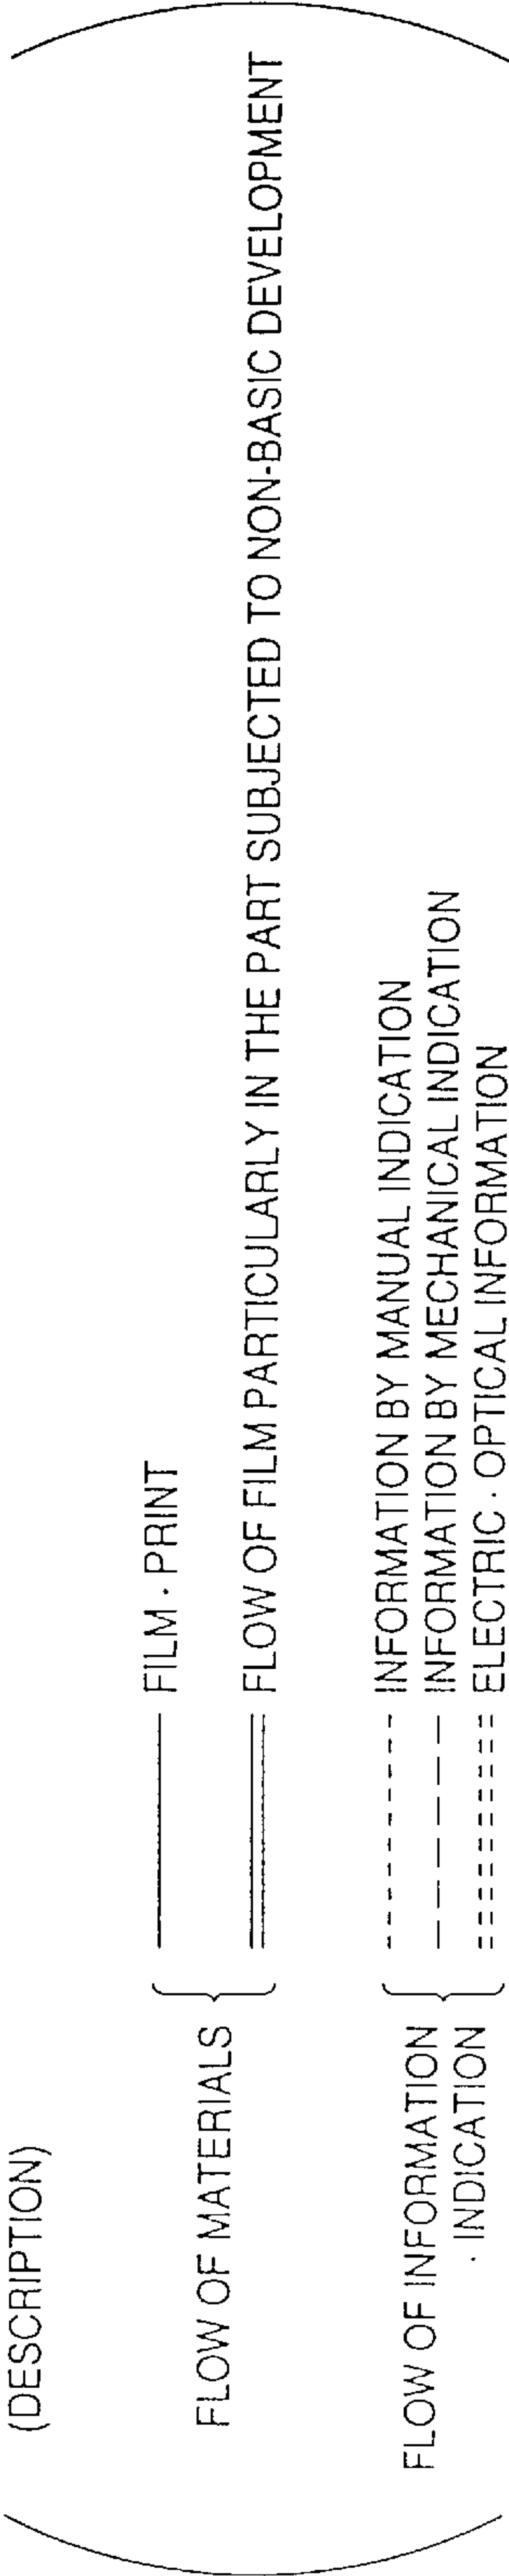 (DESCRIPTION)
FLOW OF MATERIALS
FILM · PRINT
FLOW OF FILM PARTICULARLY IN THE PART SUBJECTED TO NON-BASIC DEVELOPMENT
FLOW OF INFORMATION
· INDICATION
INFORMATION BY MANUAL INDICATION
INFORMATION BY MECHANICAL INDICATION
ELECTRIC · OPTICAL INFORMATION